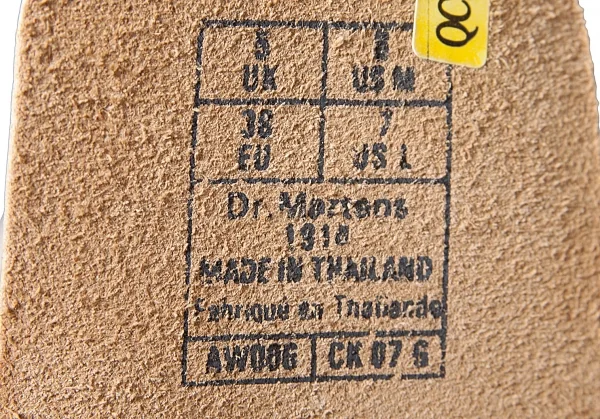 5
UK
6
US M
38
EU
7
US L
QC
Dr. Martens
MADE IN THAILAND
Fabriqué en Thaïlande
AW006
CK 07 G